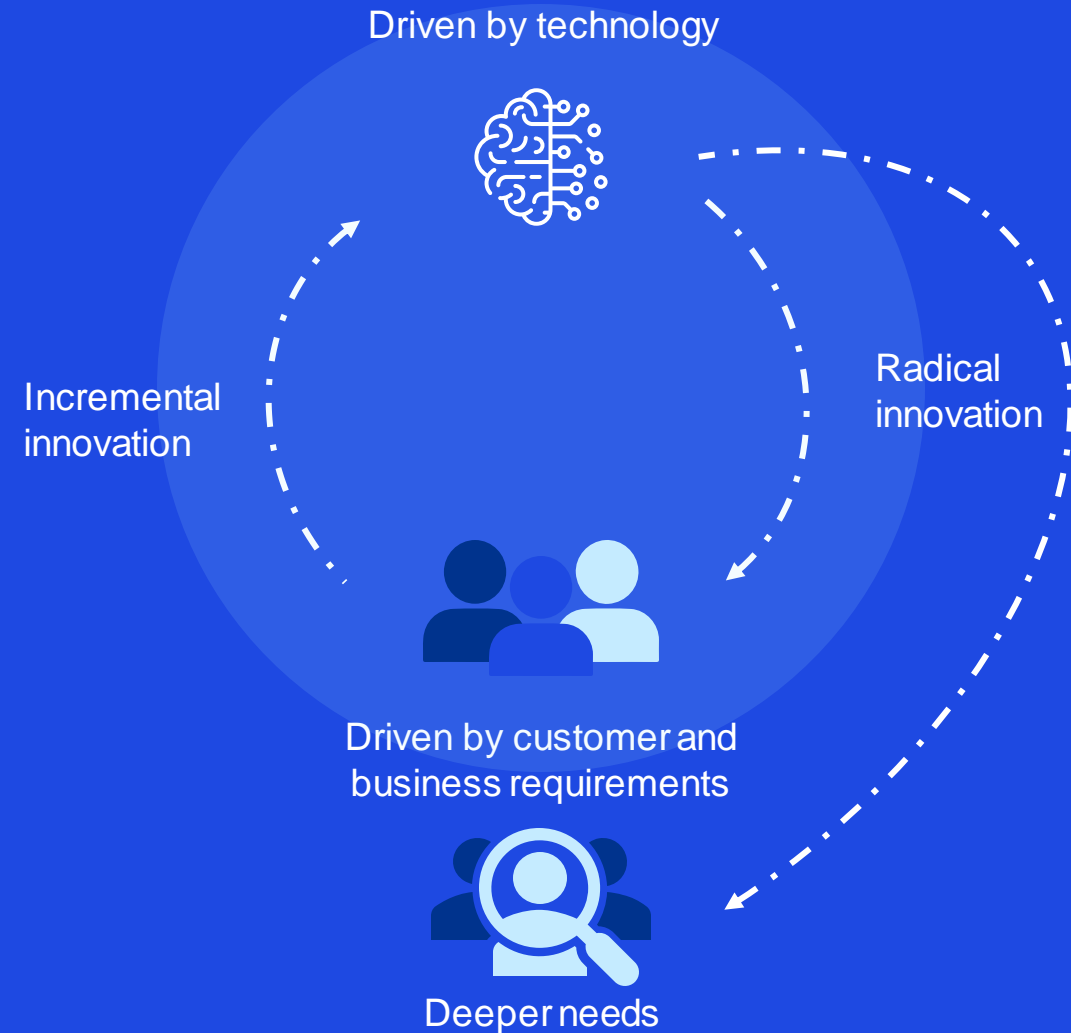 Driven by technology
Incremental
innovation
Radical
innovation
Driven by customer and
business requirements
Deeper needs